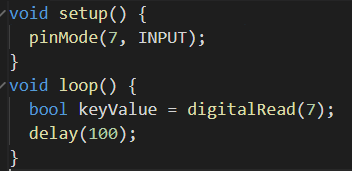 void setup() {
  pinMode(7, INPUT);
}
void loop() {
  bool keyValue = digitalRead(7);
  delay(100);
}